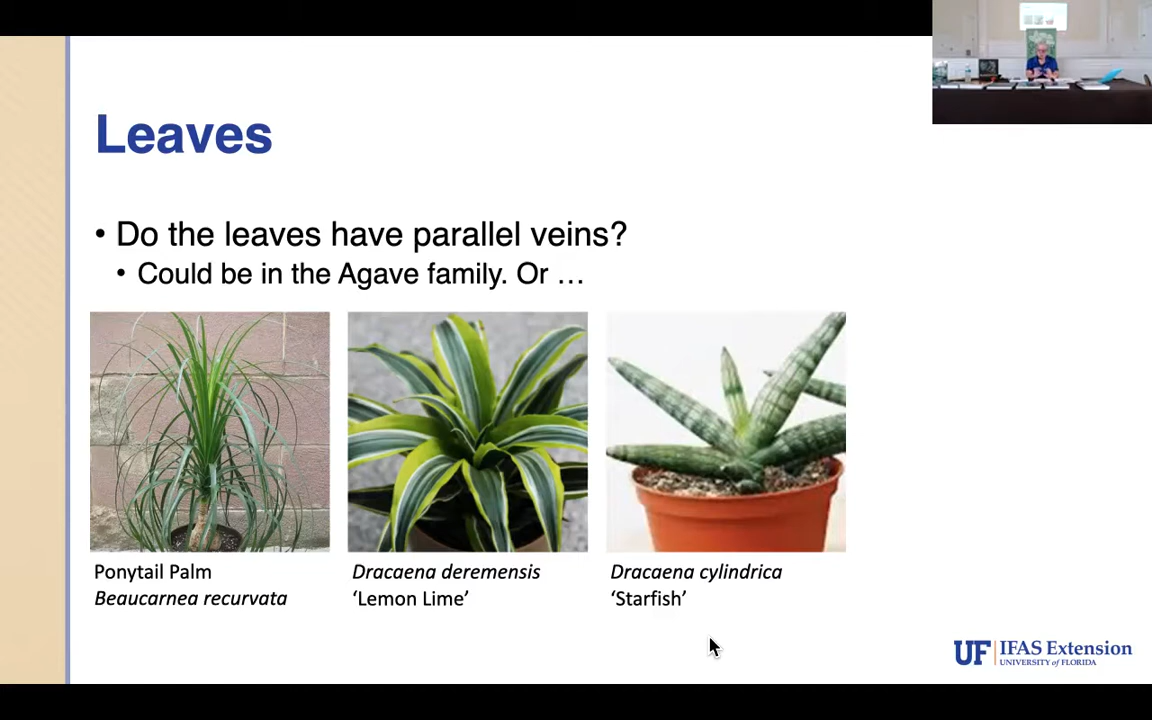 Leaves
• Do the leaves have parallel veins?
• Could be in the Agave family. Or …
Ponytail Palm
Beaucarnea recurvata
Dracaena deremensis
‘Lemon Lime’
Dracaena cylindrica
‘Starfish’
UF IFAS Extension
UNIVERSITY of FLORIDA